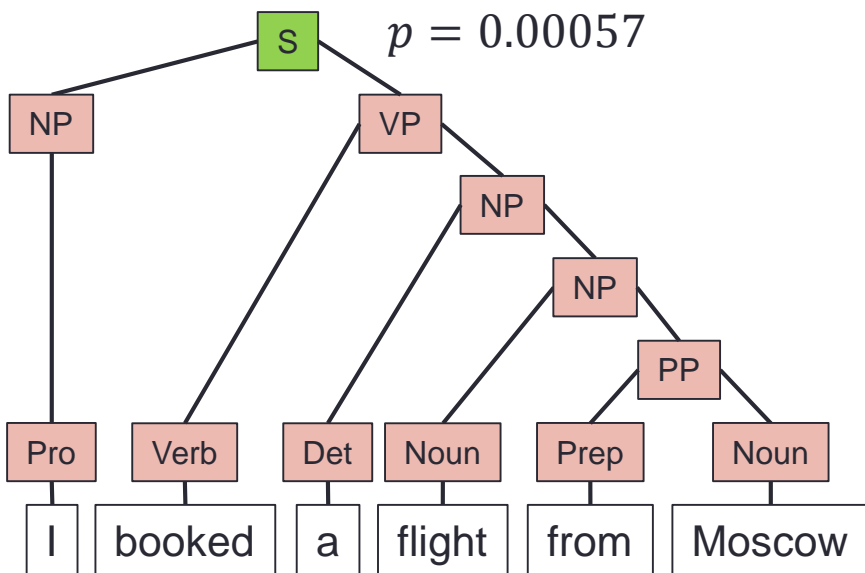 S
p = 0.00057
NP
VP
NP
NP
PP
Pro
Verb
Det
Noun
Prep
Noun
I
booked
a
flight
from
Moscow